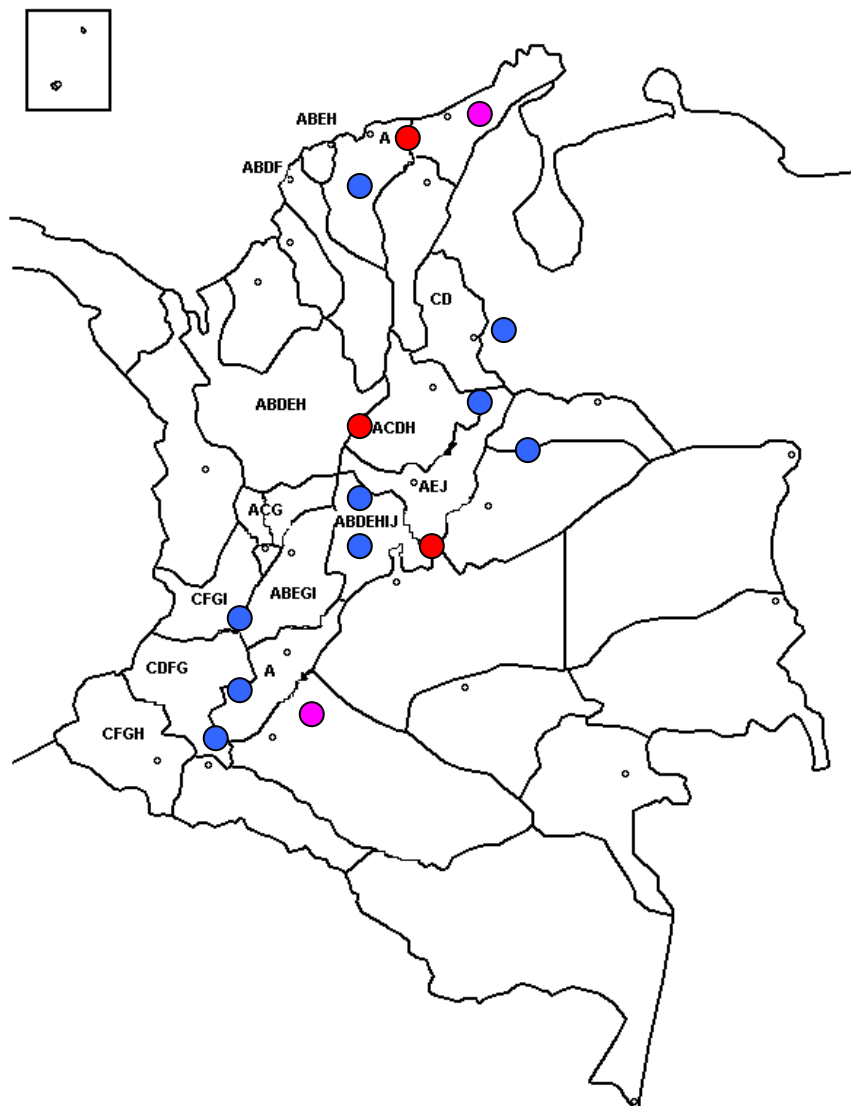 ABEH
A
ABDF
CD
ABDEH
ACDH
AEJ
ACG
ABDEHIJ
ABEGI
CFGI
CDFG
A
CFGH